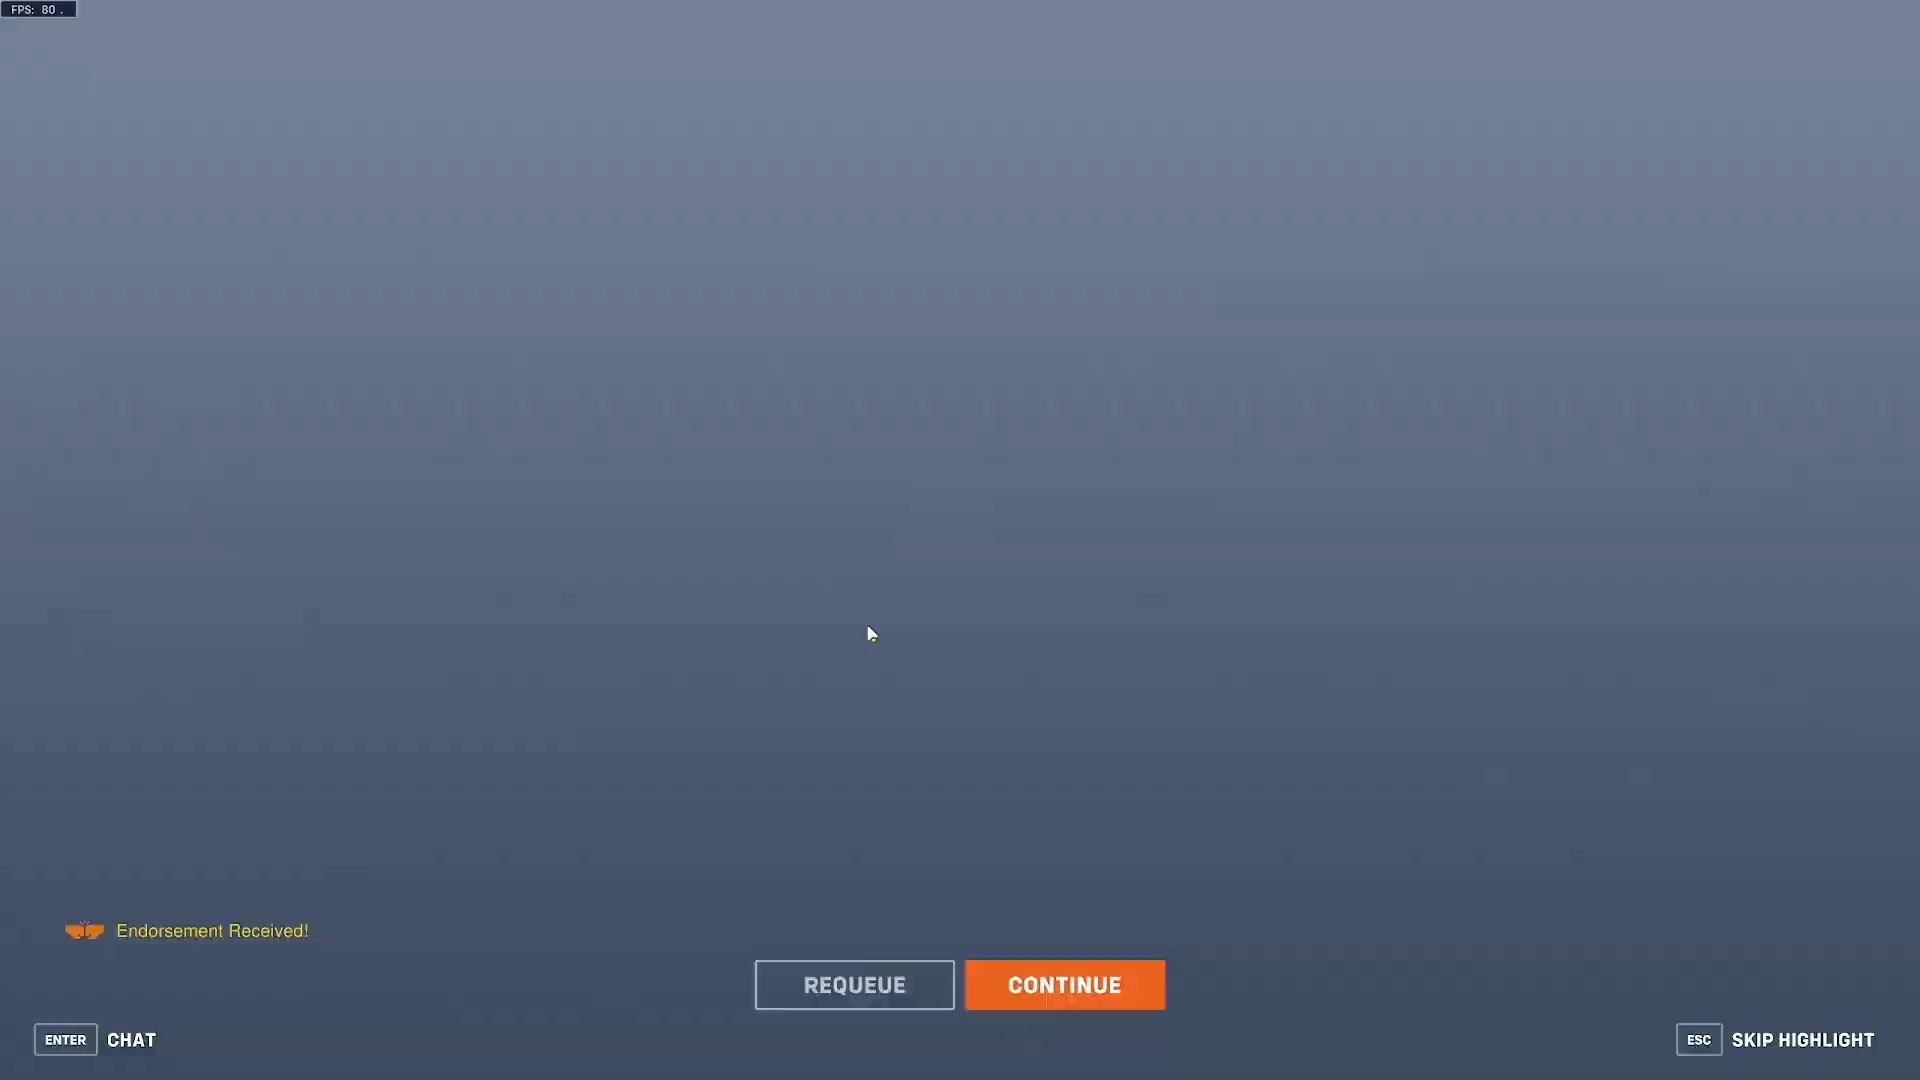 FPS: 80 .
Endorsement Received!
REQUEUE
CONTINUE
ENTER CHAT
ESC SKIP HIGHLIGHT